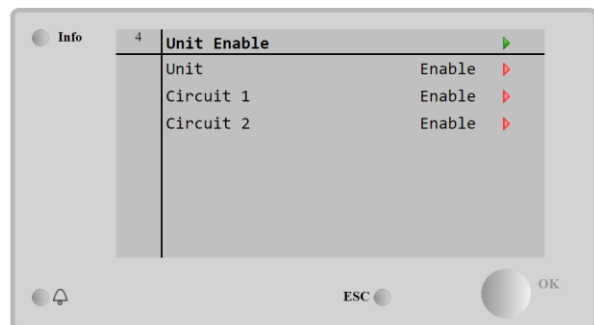 Info
4 Unit Enable
Unit Enable
Circuit 1 Enable
Circuit 2 Enable
ESC
OK